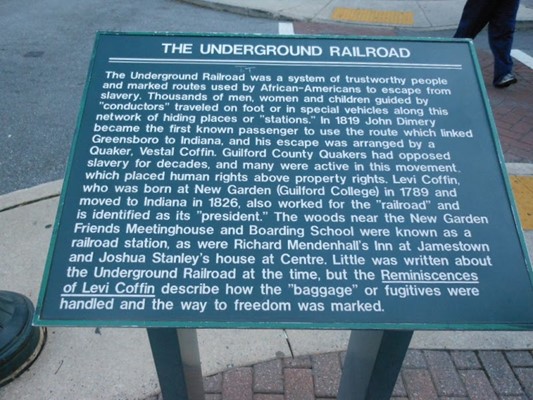 THE UNDERGROUND RAILROAD
The Underground Railroad was a system of trustworthy people
and marked routes used by African-Americans to escape from
slavery. Thousands of men, women and children guided by
"conductors" traveled on foot or in special vehicles along this
network of hiding places or "stations." In 1819 John Dimery
became the first known passenger to use the route which linked
Greensboro to Indiana, and his escape was arranged by a
Quaker, Vestal Coffin. Guilford County Quakers had opposed
slavery for decades, and many were active in this movement,
which placed human rights above property rights. Levi Coffin,
who was born at New Garden (Guilford College) in 1789 and
moved to Indiana in 1826, also worked for the "railroad" and
is identified as its "president." The woods near the New Garden
Friends Meetinghouse and Boarding School were known as a
railroad station, as were Richard Mendenhall's Inn at Jamestown
and Joshua Stanley's house at Centre. Little was written about
the Underground Railroad at the time, but the Reminiscences
of Levi Coffin describe how the "baggage" or fugitives were
handled and the way to freedom was marked.